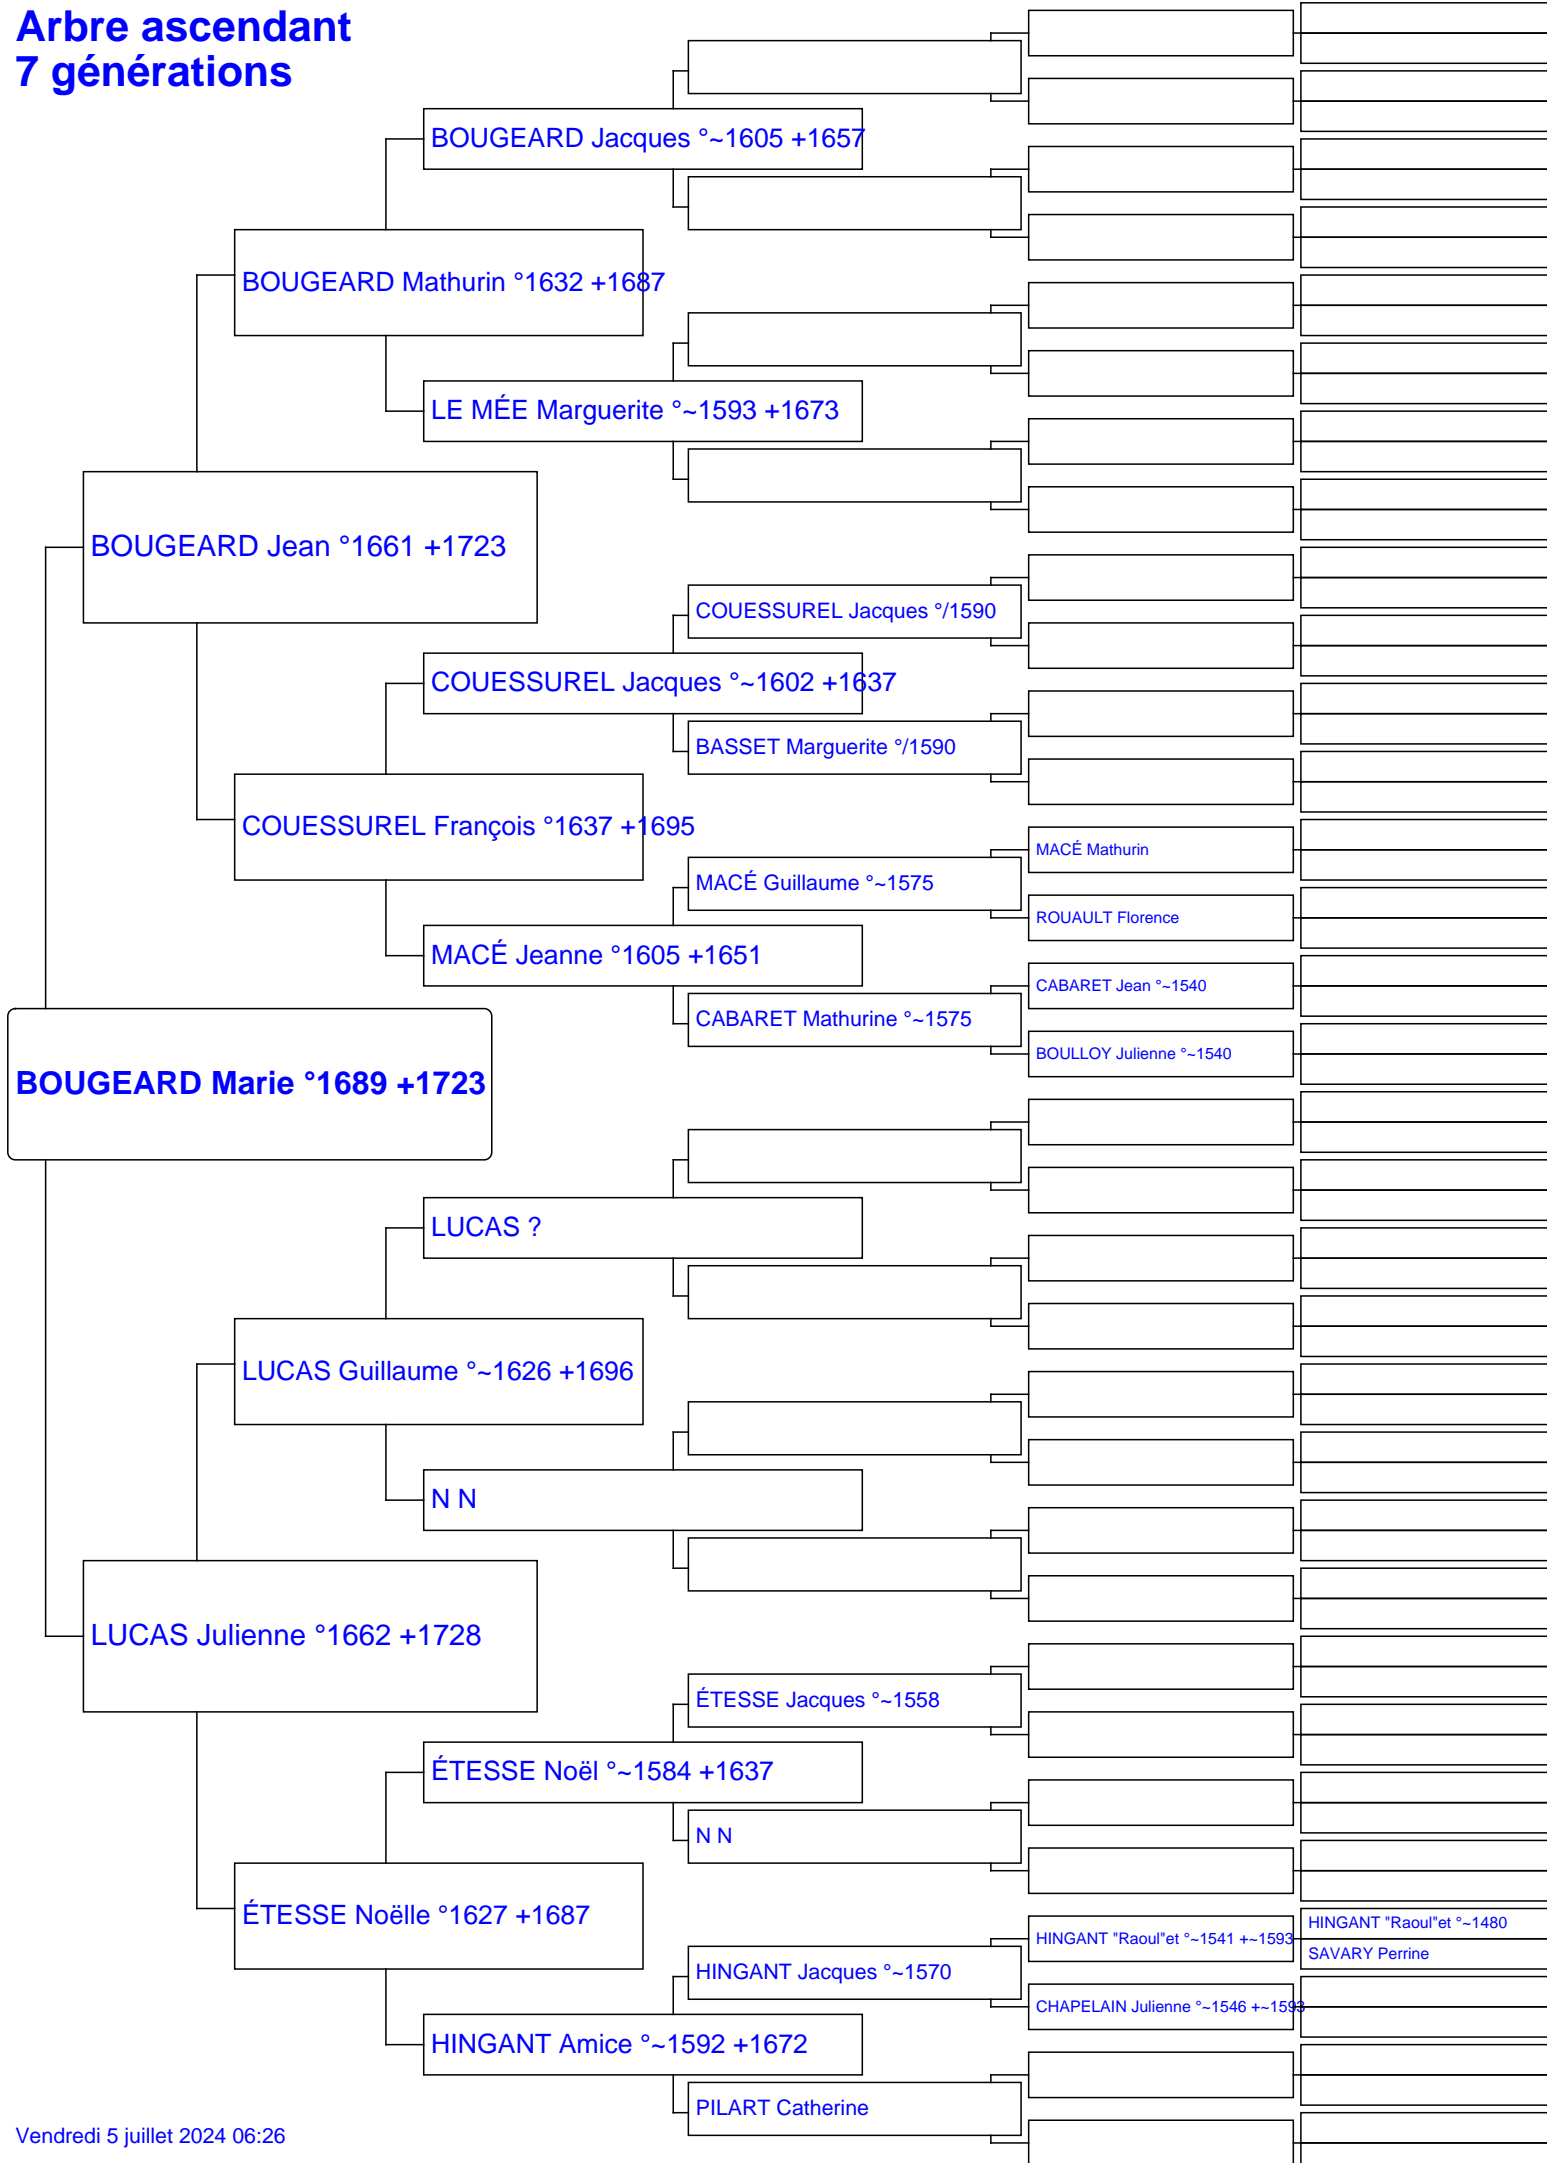 Arbre ascendant
7 générations
BOUGEARD Jacques °~1605 +1657
BOUGEARD Mathurin °1632 +1687
LE MÉE Marguerite °~1593 +1673
BOUGEARD Jean °1661 +1723
COUESSUREL Jacques °/1590
COUESSUREL Jacques °~1602 +1637
BASSET Marguerite °/1590
COUESSUREL François °1637 +1695
MACÉ Mathurin
MACÉ Guillaume °~1575
ROUAULT Florence
MACÉ Jeanne °1605 +1651
CABARET Jean °~1540
CABARET Mathurine °~1575
BOULLOY Julienne °~1540
BOUGEARD Marie °1689 +1723
LUCAS ?
LUCAS Guillaume °~1626 +1696
N N
LUCAS Julienne °1662 +1728
ÉTESSE Jacques °~1558
ÉTESSE Noël °~1584 +1637
N N
ÉTESSE Noëlle °1627 +1687
HINGANT "Raoul"et °~1480
HINGANT "Raoul"et °~1541 +~1593
SAVARY Perrine
HINGANT Jacques °~1570
CHAPELAIN Julienne °~1546 +~1593
HINGANT Amice °~1592 +1672
PILART Catherine
Vendredi 5 juillet 2024 06:26